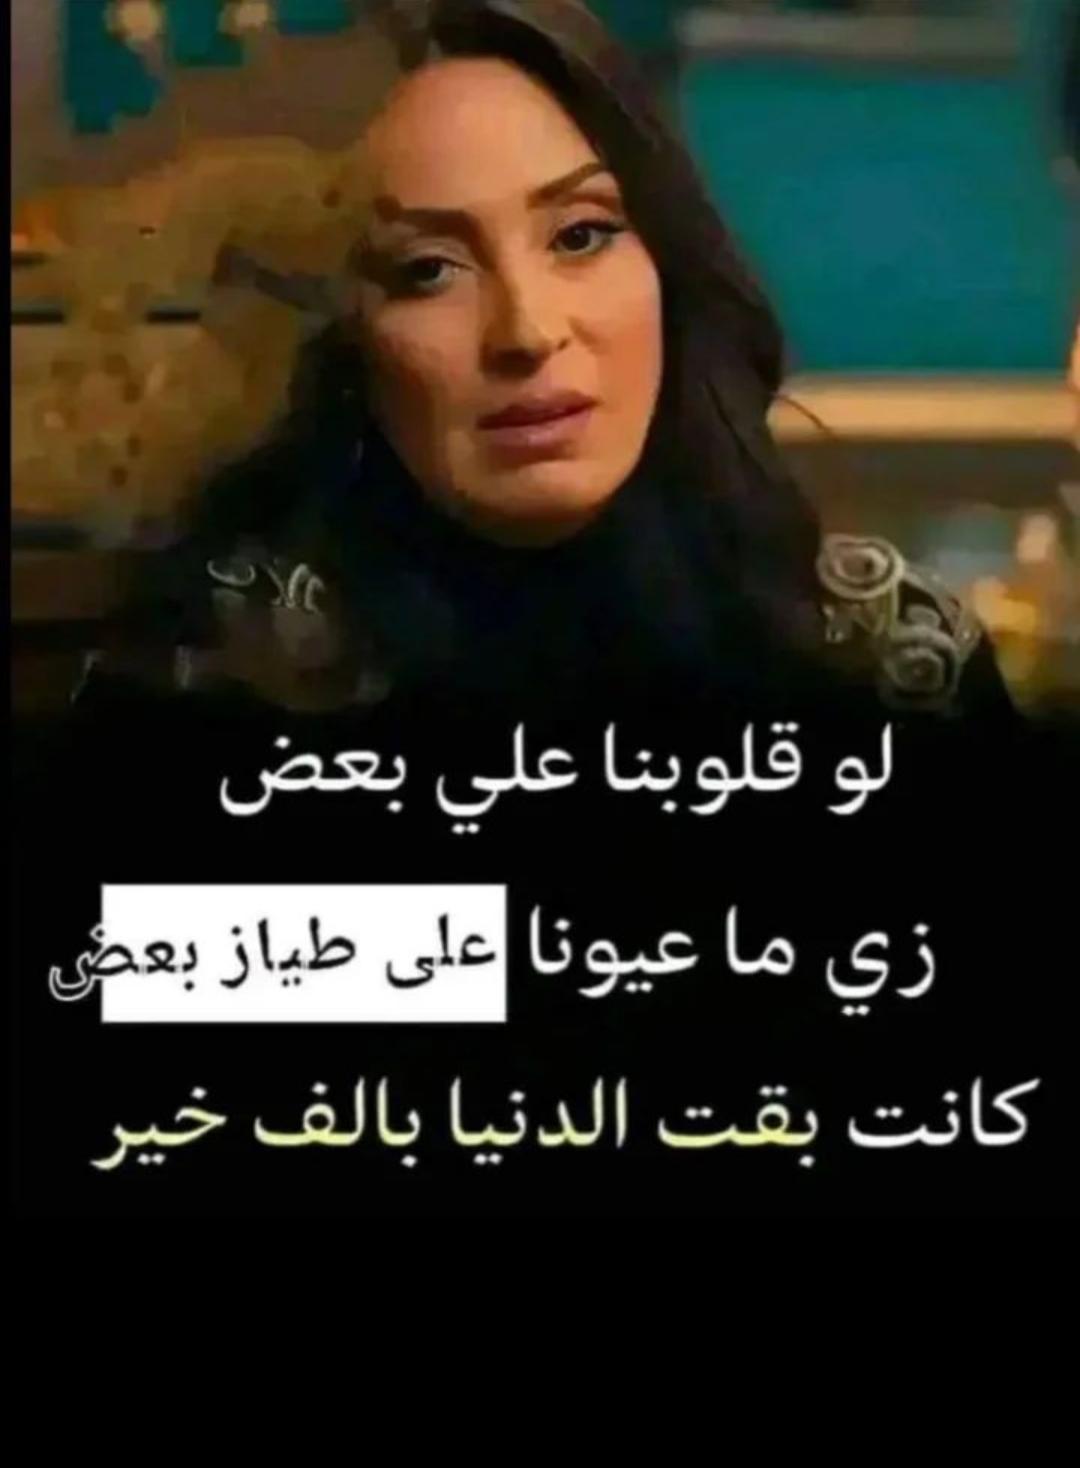 لو قلوبنا علي بعض
زي ما عيونا على طياز بعض
كانت بقت الدنيا بالف خير